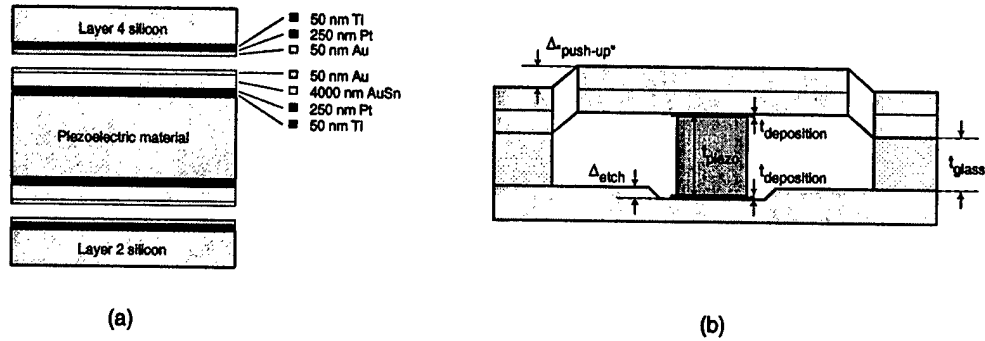 Layer 4 silicon
50 nm Ti
250 nm Pt
50 nm Au
50 nm Au
4000 nm AuSn
250 nm Pt
50 nm Ti
Piezoelectric material
Layer 2 silicon
(a)
Δ"push-up"
tdeposition
tpiezo
Δetch
tdeposition
tglass
(b)